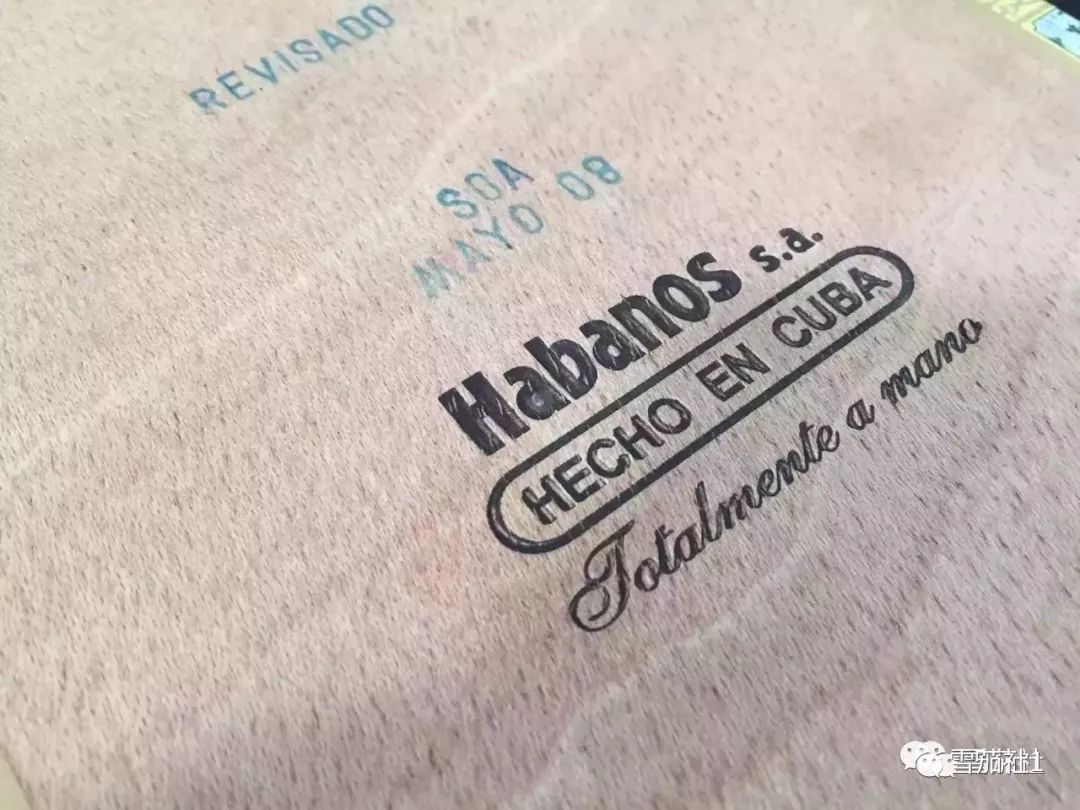 REVISADO
SOA
MAYO 08
Habanos s.a.
HECHO EN CUBA
Totalmente a mano
雪茄社